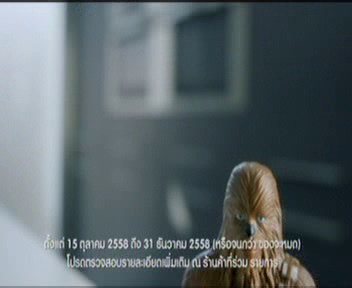 ตั้งแต่ 15 ตุลาคม 2558 ถึง 31 ธันวาคม 2558 (หรือจนกว่าของจะหมด)
โปรดตรวจสอบรายละเอียดเพิ่มเติม ณ ร้านค้าที่ร่วมรายการ